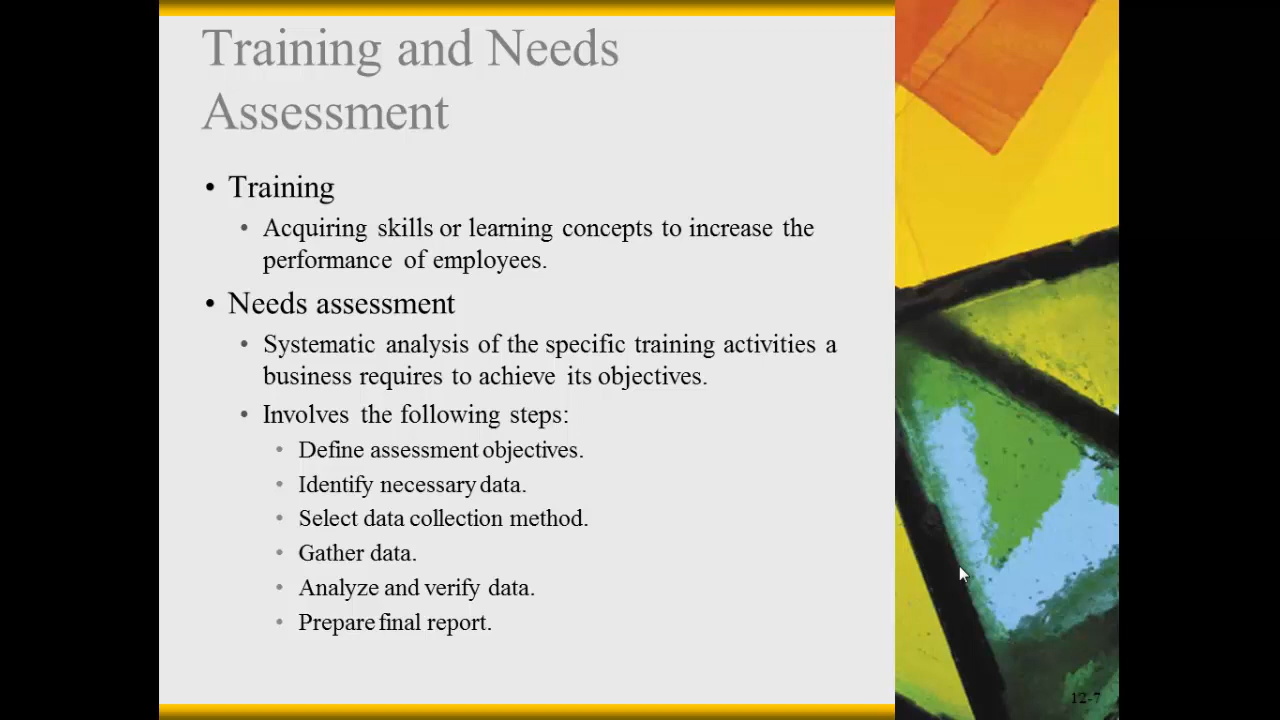 Training and Needs
Assessment
• Training
• Acquiring skills or learning concepts to increase the
performance of employees.
• Needs assessment
• Systematic analysis of the specific training activities a
business requires to achieve its objectives.
• Involves the following steps:
• Define assessment objectives.
• Identify necessary data.
• Select data collection method.
• Gather data.
• Analyze and verify data.
• Prepare final report.
12-7